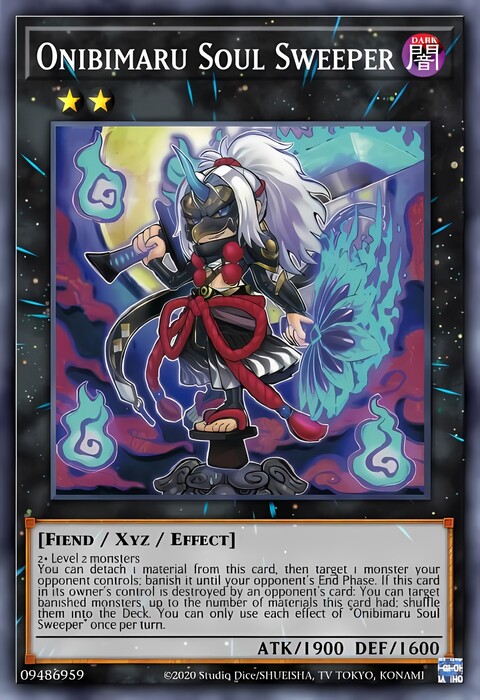 ONIBIMARU SOUL SWEEPER
DARK
闇
[FIEND / XYZ / EFFECT]
2• Level 2 monsters
You can detach 1 material from this card, then target 1 monster your
opponent controls; banish it until your opponent's End Phase. If this card
in its owner's control is destroyed by an opponent's card: You can target
banished monsters, up to the number of materials this card had; shuffle
them into the Deck. You can only use each effect of "Onibimaru Soul
Sweeper" once per turn.
ATK/1900 DEF/1600
09486959
©2020 Studio Dice/SHUEISHA, TV TOKYO, KONAMI